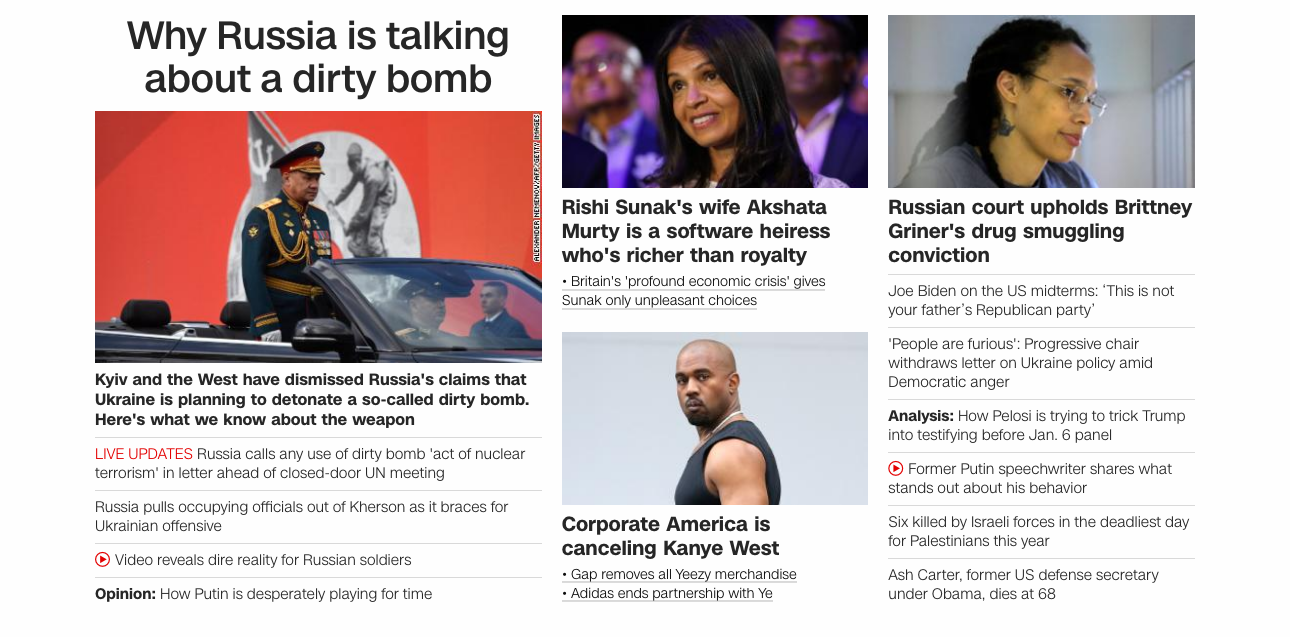 Why Russia is talking
about a dirty bomb
ALEXANDER NEMENOV/AFP/GETTY IMAGES
Kyiv and the West have dismissed Russia's claims that
Ukraine is planning to detonate a so-called dirty bomb.
Here's what we know about the weapon
LIVE UPDATES Russia calls any use of dirty bomb 'act of nuclear
terrorism' in letter ahead of closed-door UN meeting
Russia pulls occupying officials out of Kherson as it braces for
Ukrainian offensive
Video reveals dire reality for Russian soldiers
Opinion: How Putin is desperately playing for time
Rishi Sunak's wife Akshata
Murty is a software heiress
who's richer than royalty
• Britain's 'profound economic crisis' gives
Sunak only unpleasant choices
Corporate America is
canceling Kanye West
• Gap removes all Yeezy merchandise
• Adidas ends partnership with Ye
Russian court upholds Brittney
Griner's drug smuggling
conviction
Joe Biden on the US midterms: ‘This is not
your father’s Republican party’
'People are furious': Progressive chair
withdraws letter on Ukraine policy amid
Democratic anger
Analysis: How Pelosi is trying to trick Trump
into testifying before Jan. 6 panel
Former Putin speechwriter shares what
stands out about his behavior
Six killed by Israeli forces in the deadliest day
for Palestinians this year
Ash Carter, former US defense secretary
under Obama, dies at 68